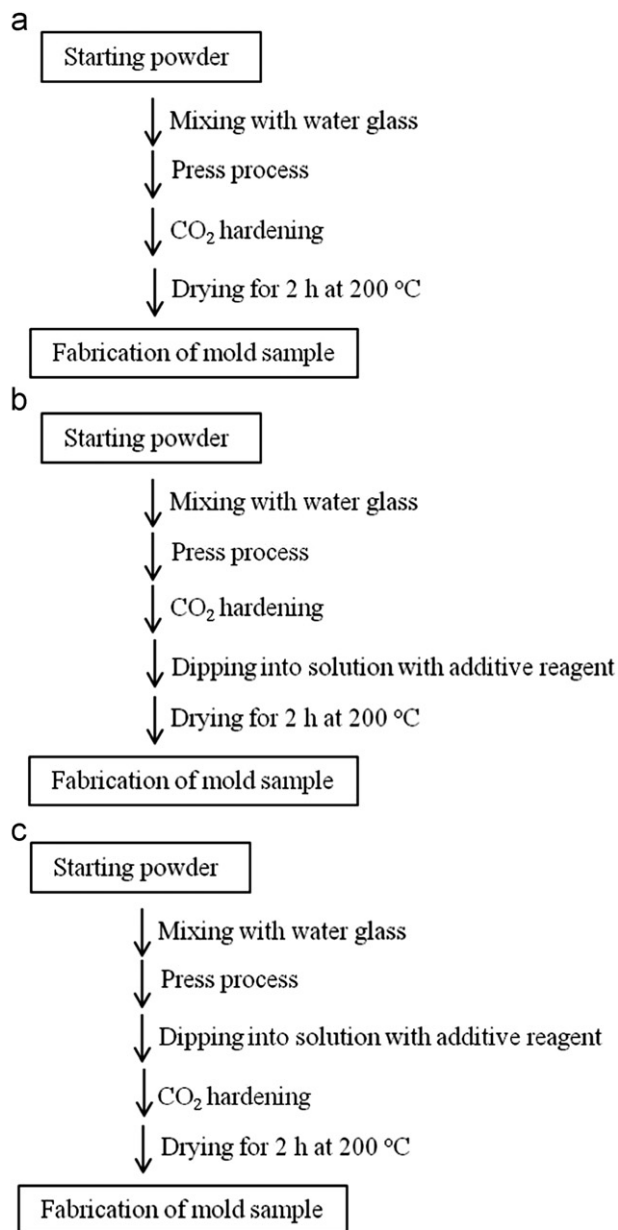 a
Starting powder
Mixing with water glass
Press process
CO₂ hardening
Drying for 2 h at 200 °C
Fabrication of mold sample
b
Starting powder
Mixing with water glass
Press process
CO₂ hardening
Dipping into solution with additive reagent
Drying for 2 h at 200 °C
Fabrication of mold sample
c
Starting powder
Mixing with water glass
Press process
Dipping into solution with additive reagent
CO₂ hardening
Drying for 2 h at 200 °C
Fabrication of mold sample